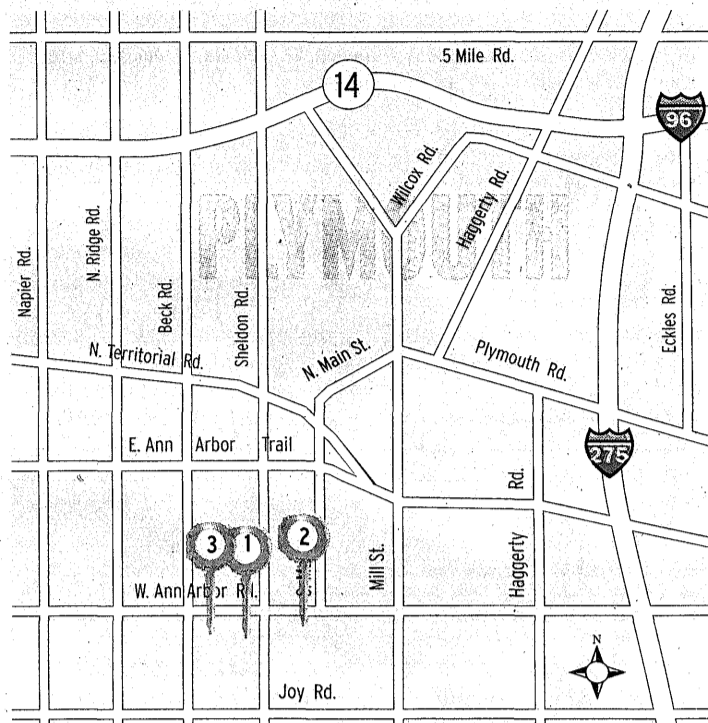 5 Mile Rd.
14
96
Wilcox Rd.
Haggerty Rd.
PLYMOUTH
N. Ridge Rd.
Napier Rd.
Beck Rd.
Sheldon Rd.
Eckles Rd.
N. Territorial Rd.
N. Main St.
Plymouth Rd.
E. Ann Arbor Trail
275
Haggerty Rd.
3
1
2
Mill St.
W. Ann Arbor Rd.
N
Joy Rd.